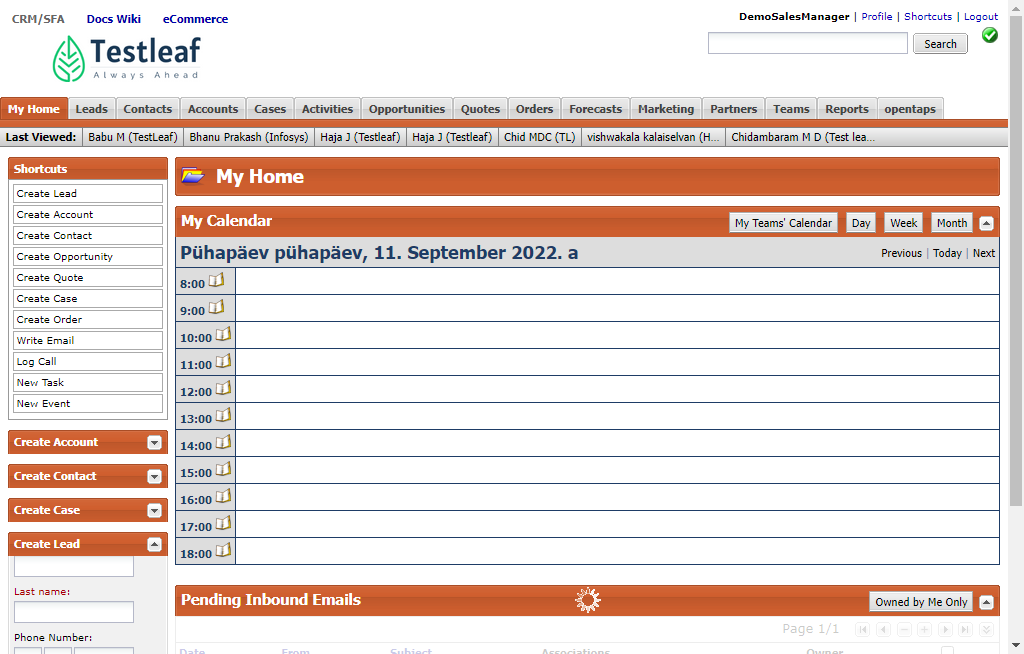 CRM/SFA Docs Wiki eCommerce
DemoSalesManager | Profile | Shortcuts | Logout
Search
Testleaf
Always Ahead
My Home Leads Contacts Accounts Cases Activities Opportunities Quotes Orders Forecasts Marketing Partners Teams Reports opentaps
Last Viewed: Babu M (TestLeaf) Bhanu Prakash (Infosys) Haja J (Testleaf) Haja J (Testleaf) Chid MDC (TL) vishwakala kalaiselvan (H... Chidambaram M D (Test lea...
Shortcuts
Create Lead
Create Account
Create Contact
Create Opportunity
Create Quote
Create Case
Create Order
Write Email
Log Call
New Task
New Event
Create Account
Create Contact
Create Case
Create Lead
Last name:
Phone Number:
My Home
My Calendar
My Teams' Calendar Day Week Month
Pühapäev pühapäev, 11. September 2022. a
Previous | Today | Next
8:00
9:00
10:00
11:00
12:00
13:00
14:00
15:00
16:00
17:00
18:00
Pending Inbound Emails
Owned by Me Only
Page 1/1
Date From Subject Associations Owner